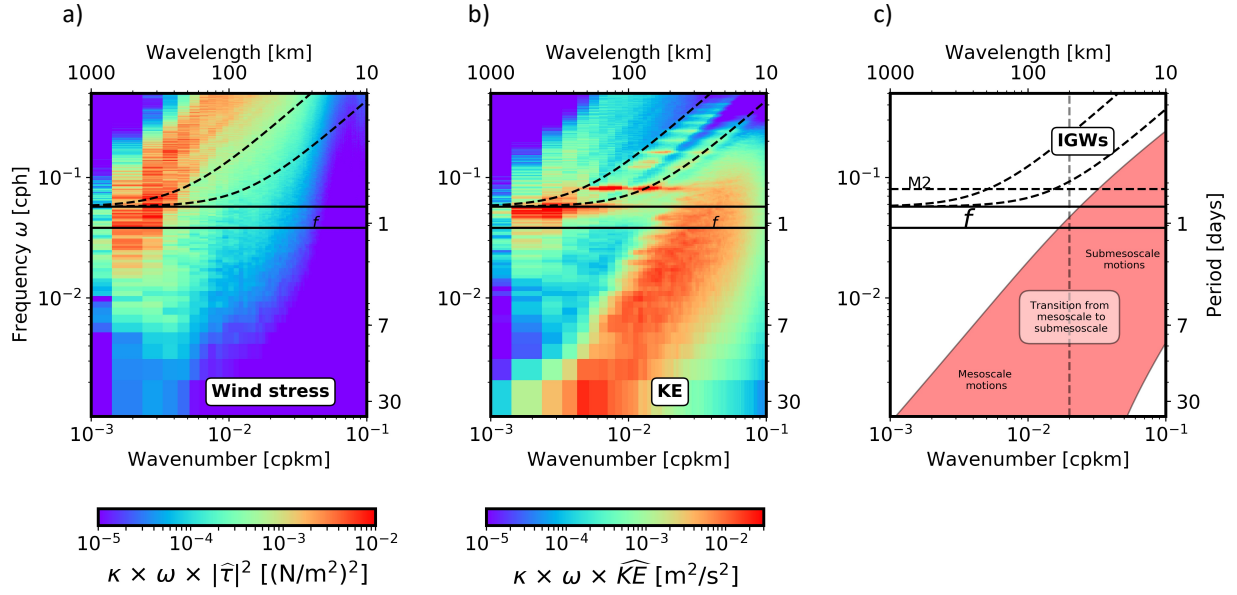 a)
b)
c)
Wavelength [km]
Wavelength [km]
Wavelength [km]
1000 100 10
1000 100 10
1000 100 10
Frequency ω [cph]
10⁻¹
10⁻²
f
1
7
30
Wind stress
10⁻³ 10⁻² 10⁻¹
Wavenumber [cpkm]
10⁻¹
10⁻²
f
1
7
30
KE
10⁻³ 10⁻² 10⁻¹
Wavenumber [cpkm]
10⁻¹
10⁻²
IGWs
M2
f
Submesoscale
motions
Transition from
mesoscale to
submesoscale
Mesoscale
motions
1
7
30
Period [days]
10⁻³ 10⁻² 10⁻¹
Wavenumber [cpkm]
10⁻⁵ 10⁻⁴ 10⁻³ 10⁻²
κ × ω × |τ̂|² [(N/m²)²]
10⁻⁵ 10⁻⁴ 10⁻³ 10⁻²
κ × ω × K͡E [m²/s²]